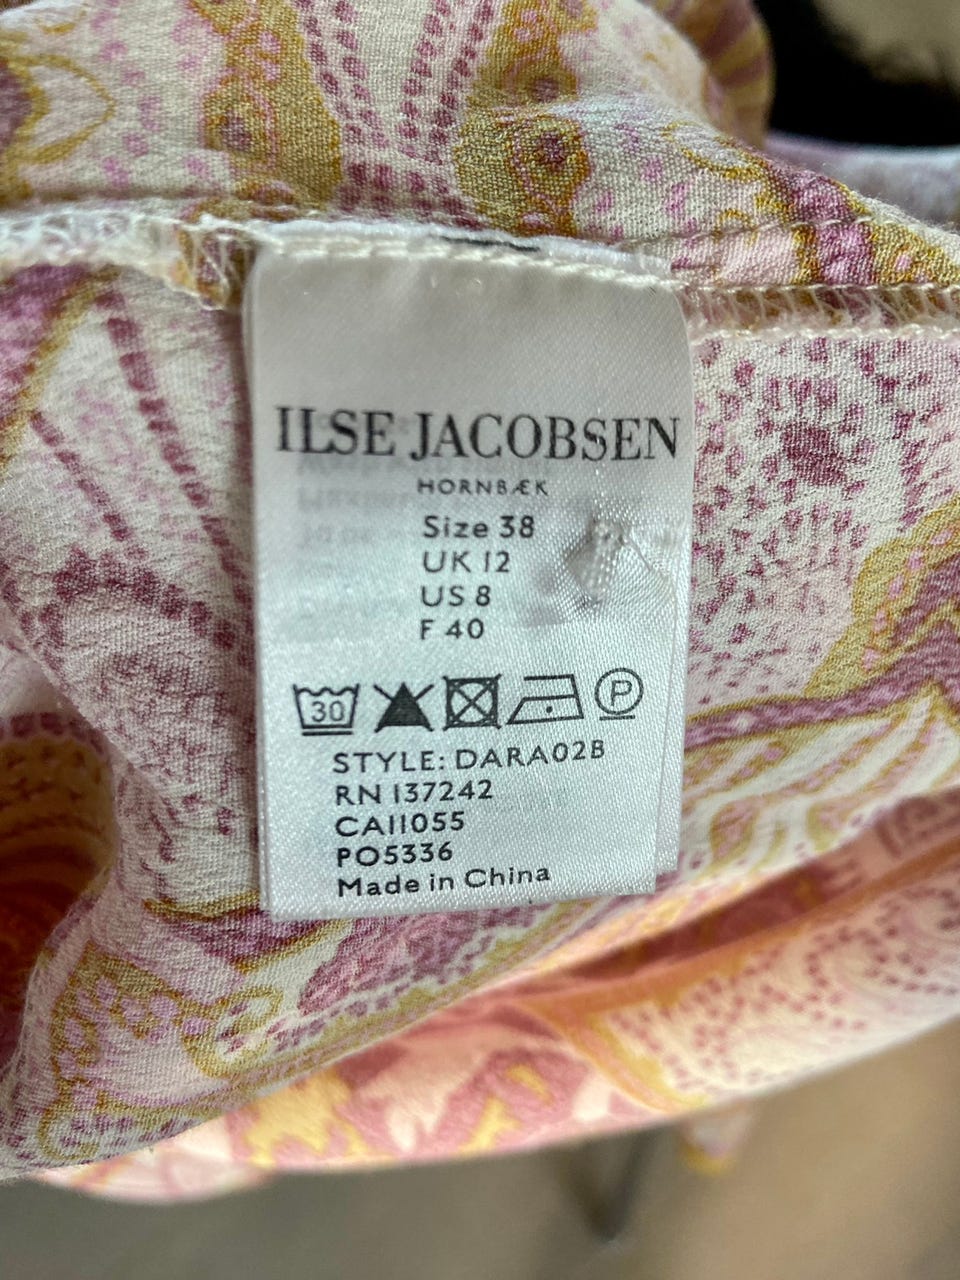 ILSE JACOBSEN
HORNBÆK
Size 38
UK 12
US 8
F 40
30 P
STYLE: DARA02B
RN 137242
CA11055
PO5336
Made in China